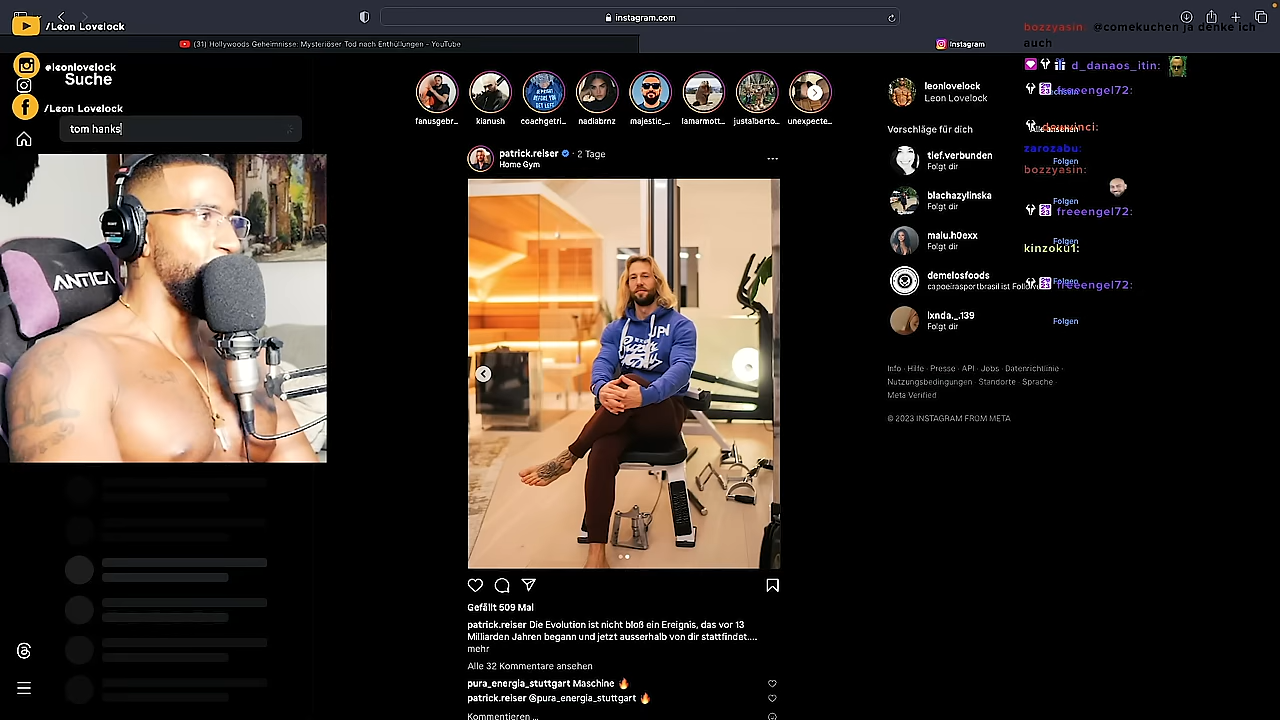 /Leon Lovelock
instagram.com
(31) Hollywoods Geheimnisse: Mysteriöser Tod nach Enthüllungen - YouTube
Instagram
@leonlovelock
Suche
/Leon Lovelock
tom hanks
ANTICA
fanusgebr...
kianush
coachgetri...
nadiabrnz
majestic_...
lamarmott...
just1alberto...
unexpecte...
patrick.reiser · 2 Tage
Home Gym
Gefällt 509 Mal
patrick.reiser Die Evolution ist nicht bloß ein Ereignis, das vor 13
Milliarden Jahren begann und jetzt ausserhalb von dir stattfindet....
mehr
Alle 32 Kommentare ansehen
pura_energia_stuttgart Maschine 🔥
patrick.reiser @pura_energia_stuttgart 🔥
Kommentieren ...
leonlovelock
Leon Lovelock
Vorschläge für dich
tief.verbunden
Folgt dir
Folgen
blachazylinska
Folgt dir
Folgen
malu.h0exx
Folgt dir
Folgen
demelosfoods
capoeirasportbrasil ist Follow
Folgen
lxnda._.139
Folgt dir
Folgen
Info · Hilfe · Presse · API · Jobs · Datenrichtlinie ·
Nutzungsbedingungen · Standorte · Sprache ·
Meta Verified
© 2023 INSTAGRAM FROM META
bozzyasin: @comekuchen ja denke ich
auch
d_danaos_itin:
freeengel72:
zarozabu:
bozzyasin:
freeengel72:
kinzoku1:
freeengel72: